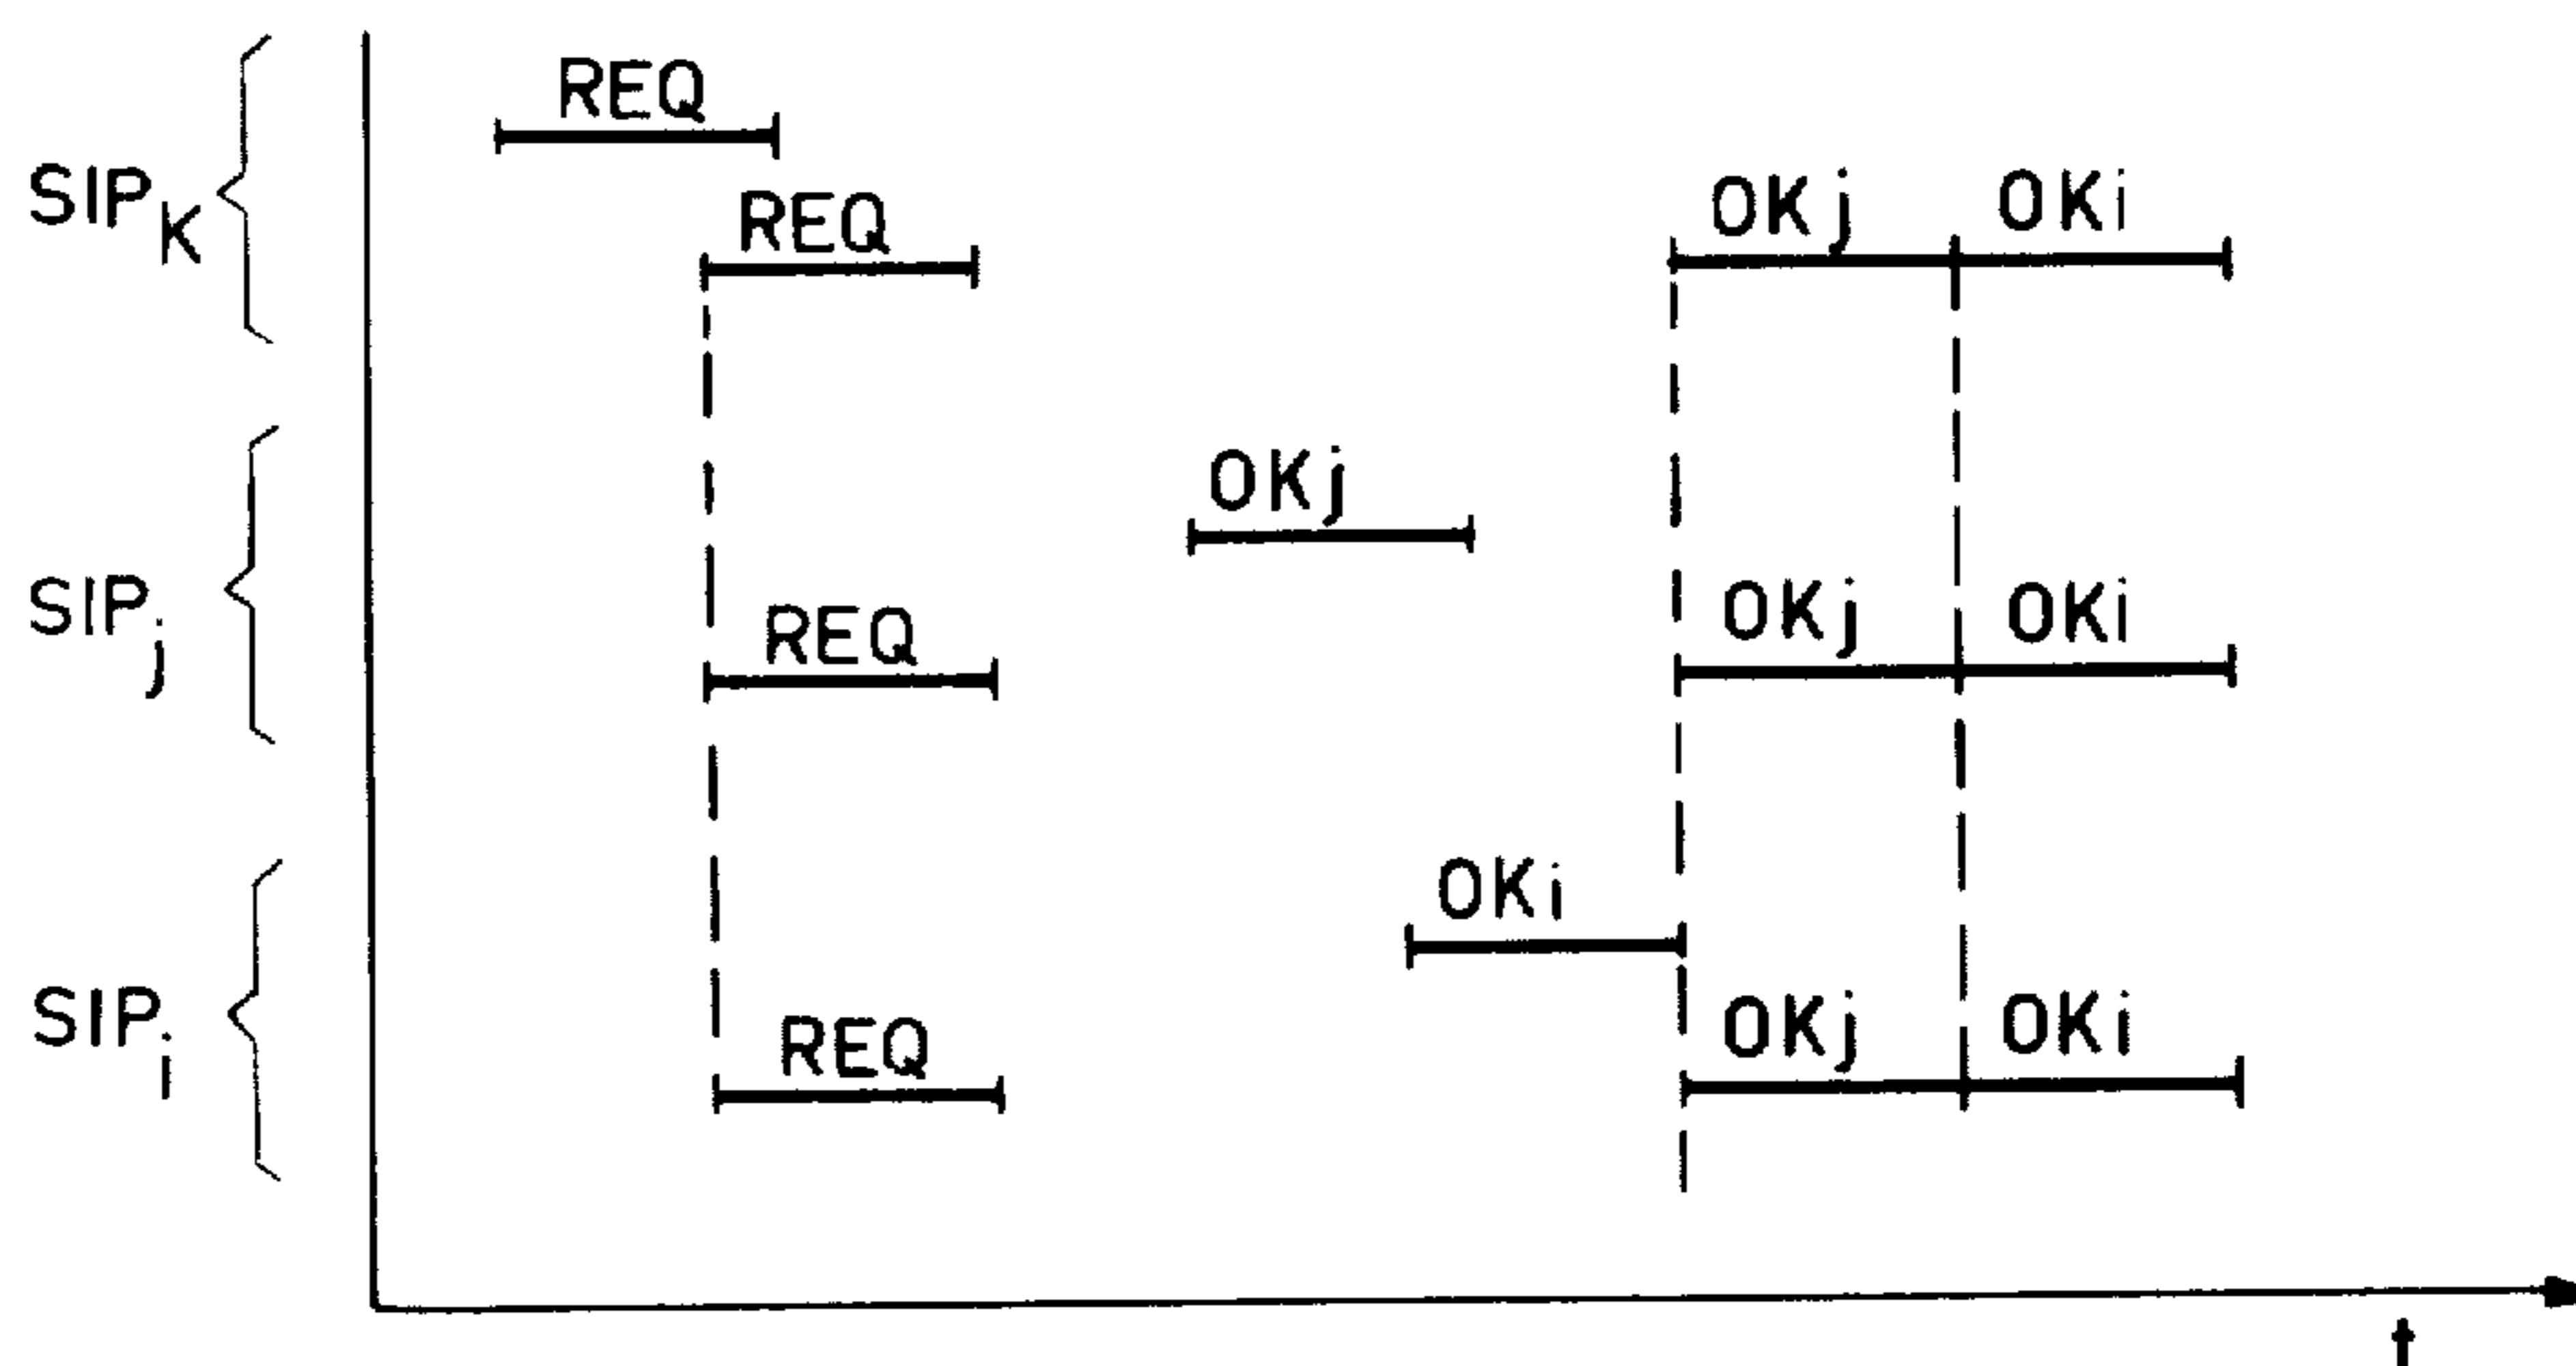 REQ
SIPK REQ OKj OKi
OKj
SIPj REQ OKj OKi
OKi
SIPi REQ OKj OKi
t